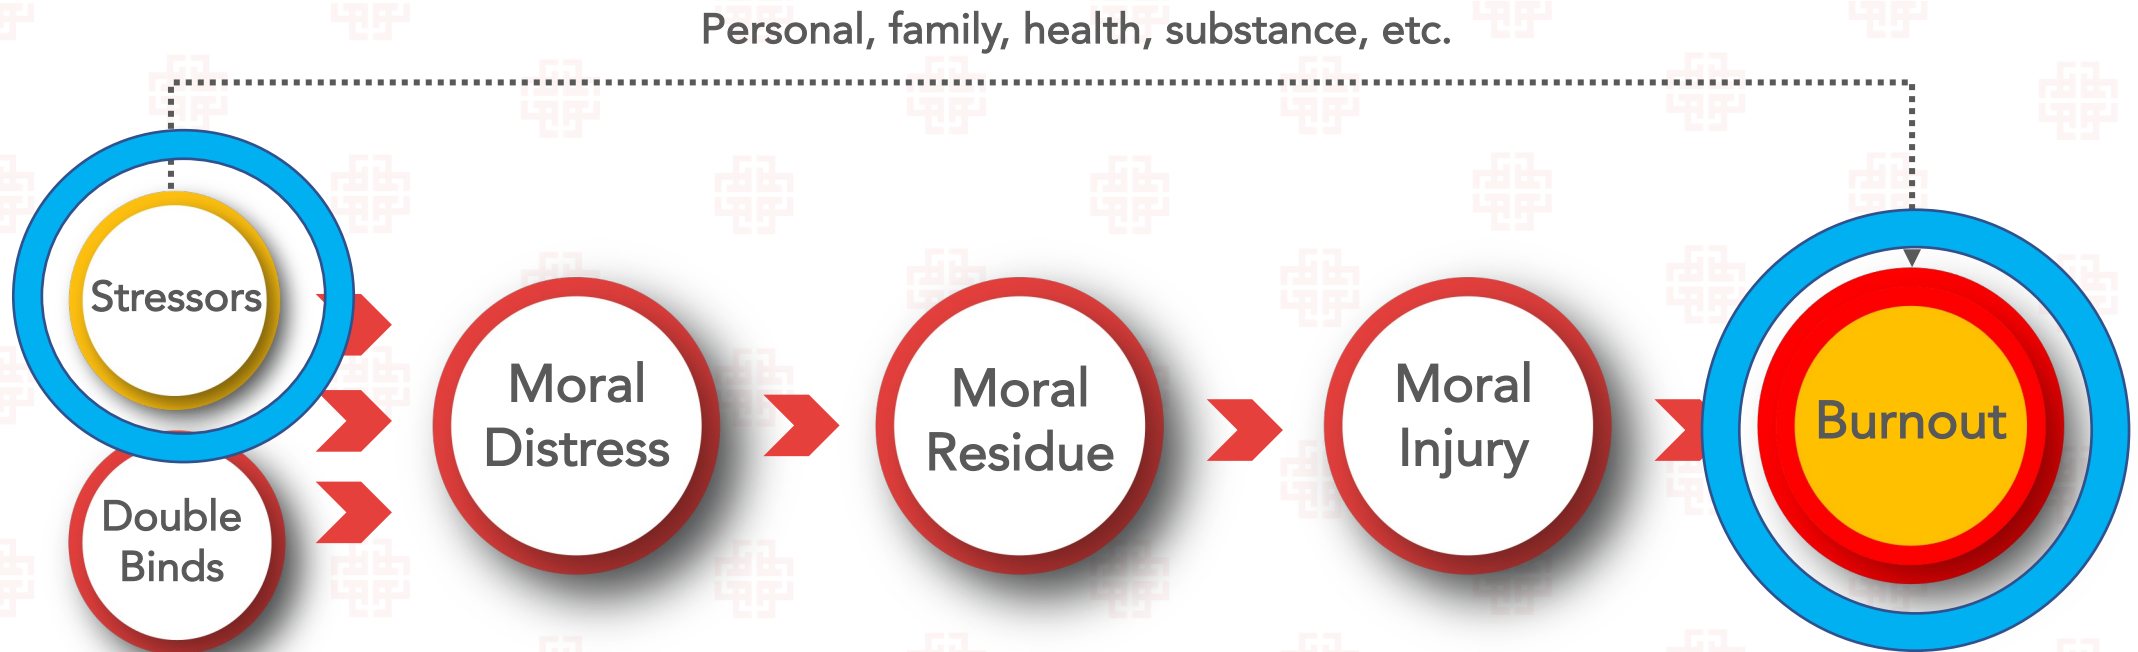 Personal, family, health, substance, etc.
Stressors
Double
Binds
Moral
Distress
Moral
Residue
Moral
Injury
Burnout